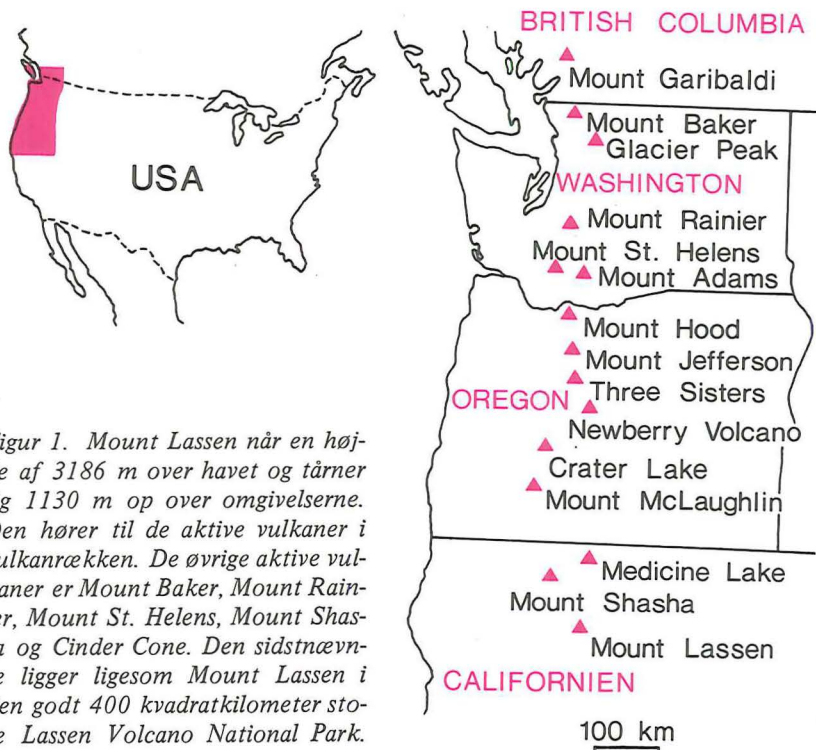 USA
BRITISH COLUMBIA
Mount Garibaldi
Mount Baker
Glacier Peak
WASHINGTON
Mount Rainier
Mount St. Helens
Mount Adams
Mount Hood
Mount Jefferson
OREGON
Three Sisters
Newberry Volcano
Crater Lake
Mount McLaughlin
Medicine Lake
Mount Shasha
Mount Lassen
CALIFORNIEN
100 km
igur 1. Mount Lassen når en høj-
e af 3186 m over havet og tårner
g 1130 m op over omgivelserne.
en hører til de aktive vulkaner i
ulkanrækken. De øvrige aktive vul-
aner er Mount Baker, Mount Rain-
er, Mount St. Helens, Mount Shas-
a og Cinder Cone. Den sidstnævn-
e ligger ligesom Mount Lassen i
en godt 400 kvadratkilometer sto-
e Lassen Volcano National Park.